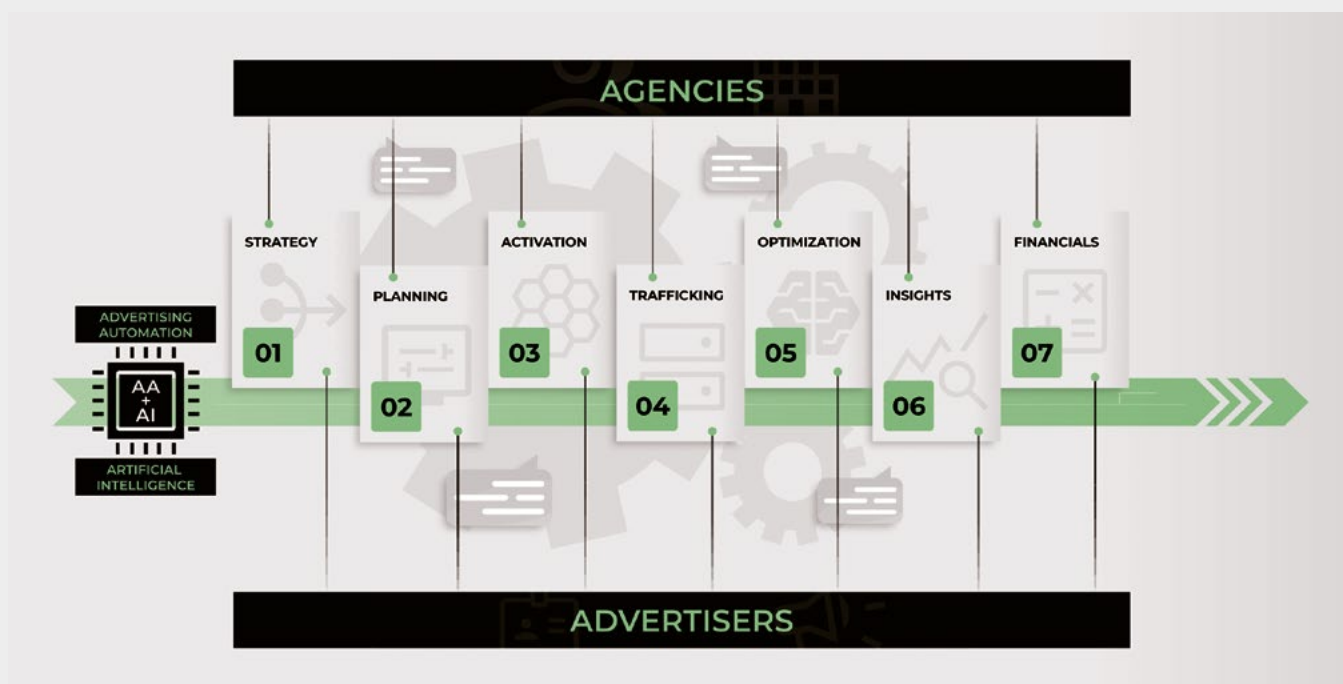 AGENCIES
STRATEGY
01
PLANNING
02
ACTIVATION
03
TRAFFICKING
04
OPTIMIZATION
05
INSIGHTS
06
FINANCIALS
07
ADVERTISING
AUTOMATION
AA
+
AI
ARTIFICIAL
INTELLIGENCE
ADVERTISERS